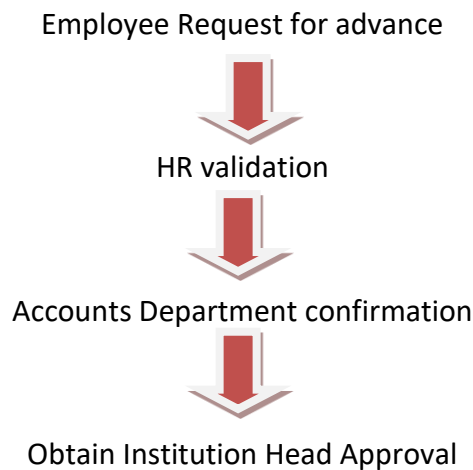 Employee Request for advance
HR validation
Accounts Department confirmation
Obtain Institution Head Approval